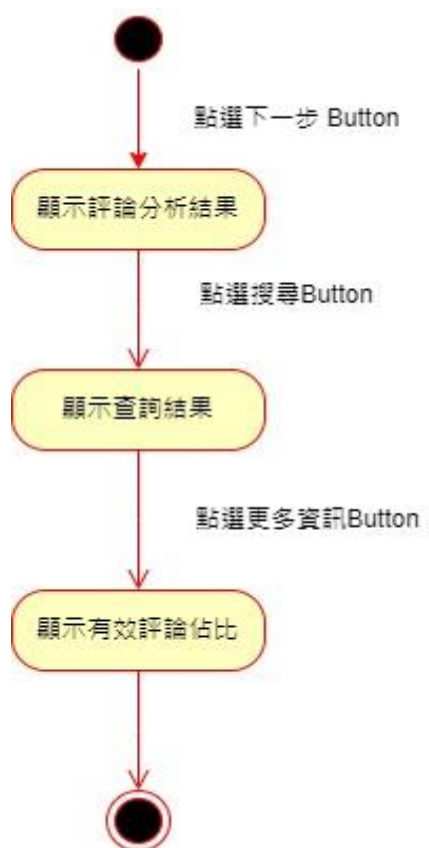 點選下一步 Button
顯示評論分析結果
點選搜尋Button
顯示查詢結果
點選更多資訊Button
顯示有效評論佔比